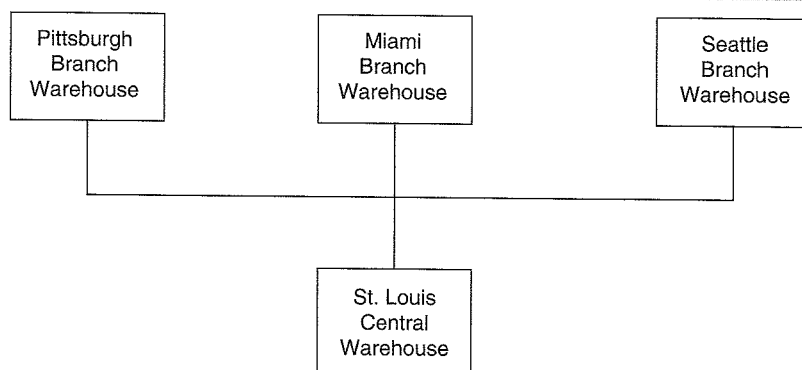 Pittsburgh
Branch
Warehouse
Miami
Branch
Warehouse
Seattle
Branch
Warehouse
St. Louis
Central
Warehouse